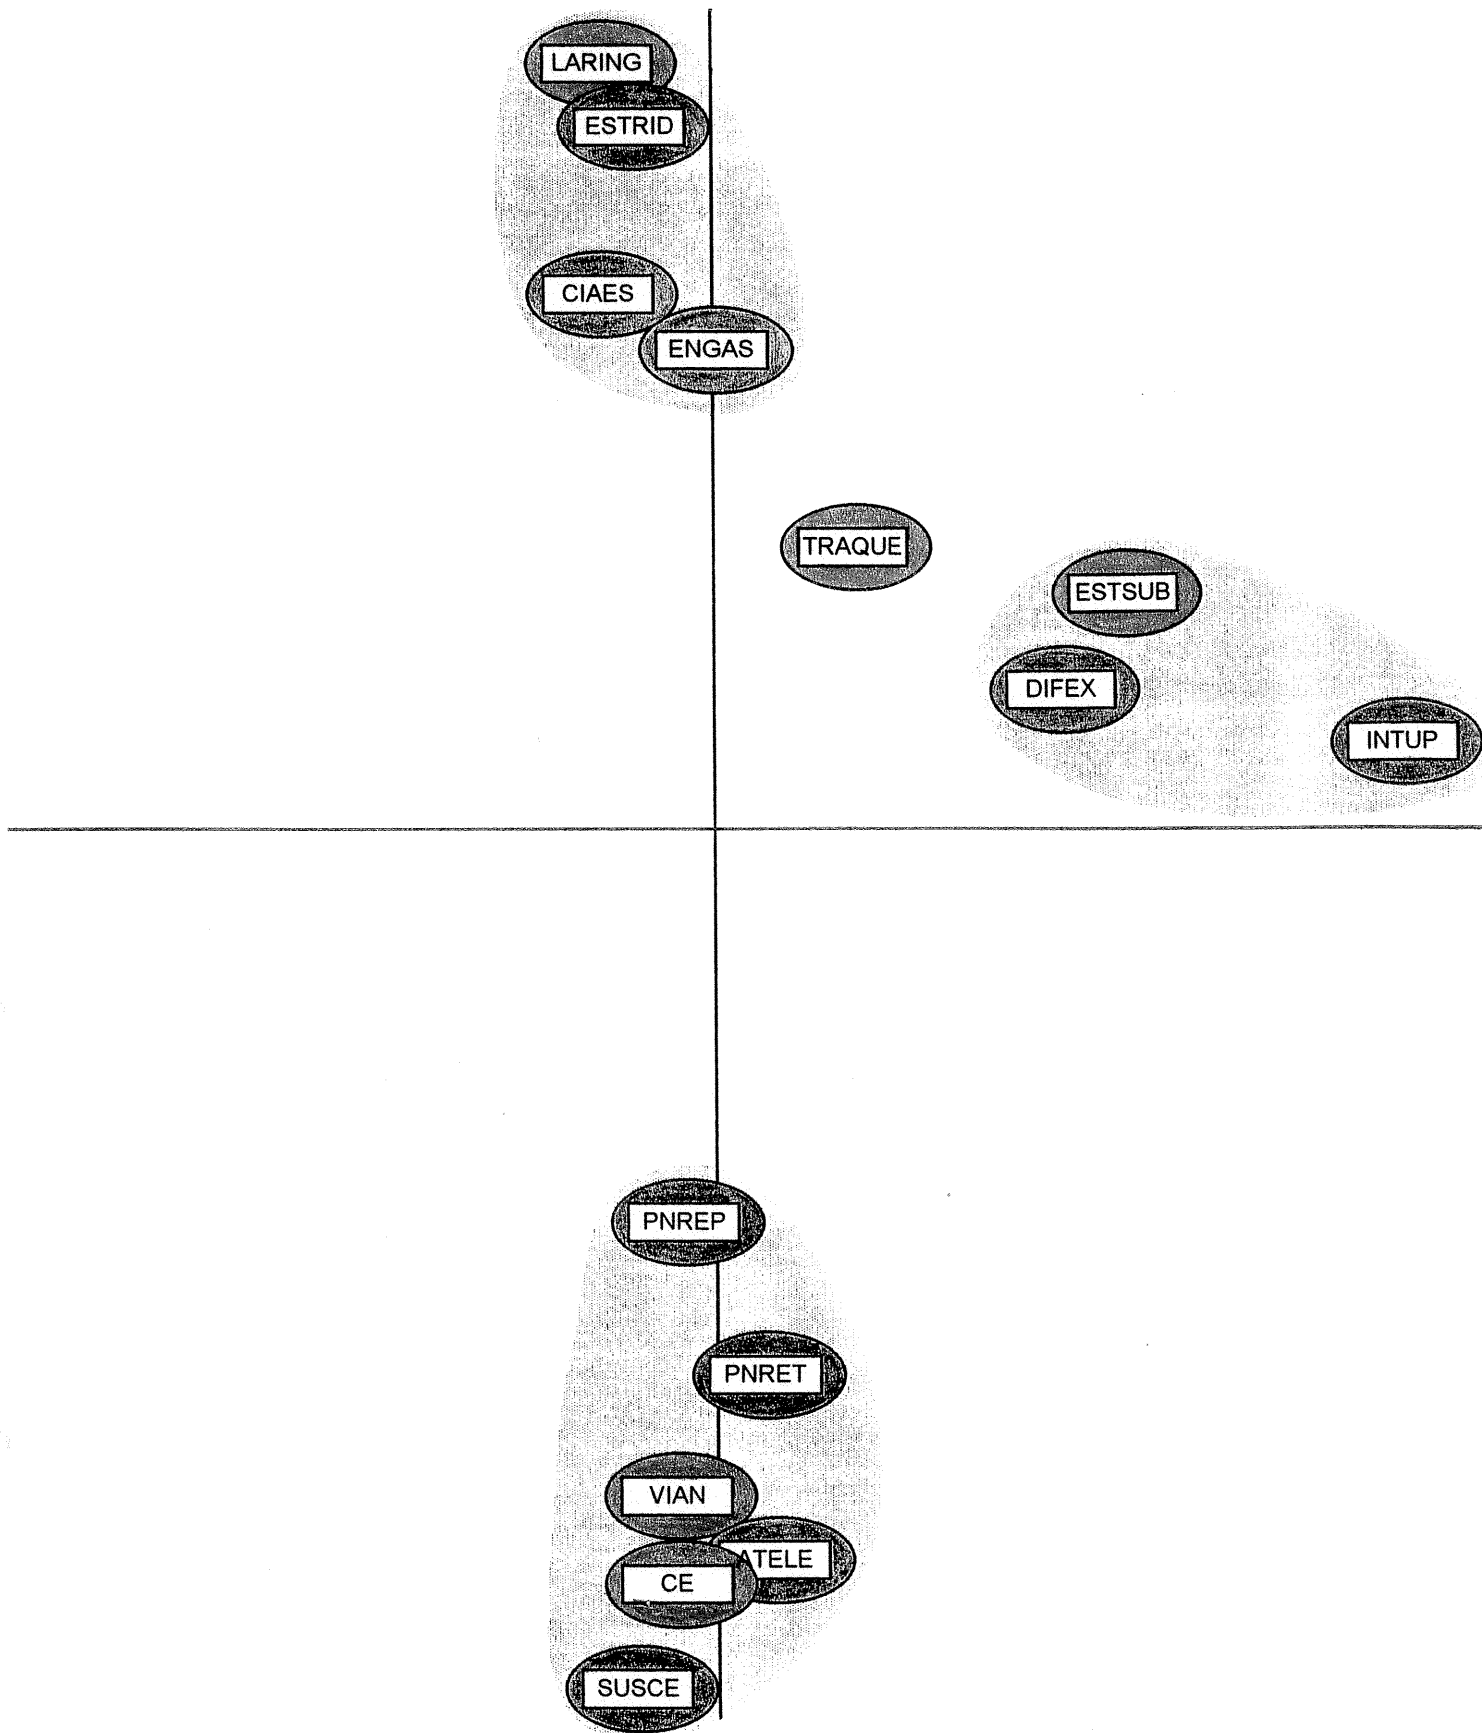 LARING
ESTRID
CIAES
ENGAS
TRAQUE
ESTSUB
DIFEX
INTUP
PNREP
PNRET
VIAN
ATELE
CE
SUSCE